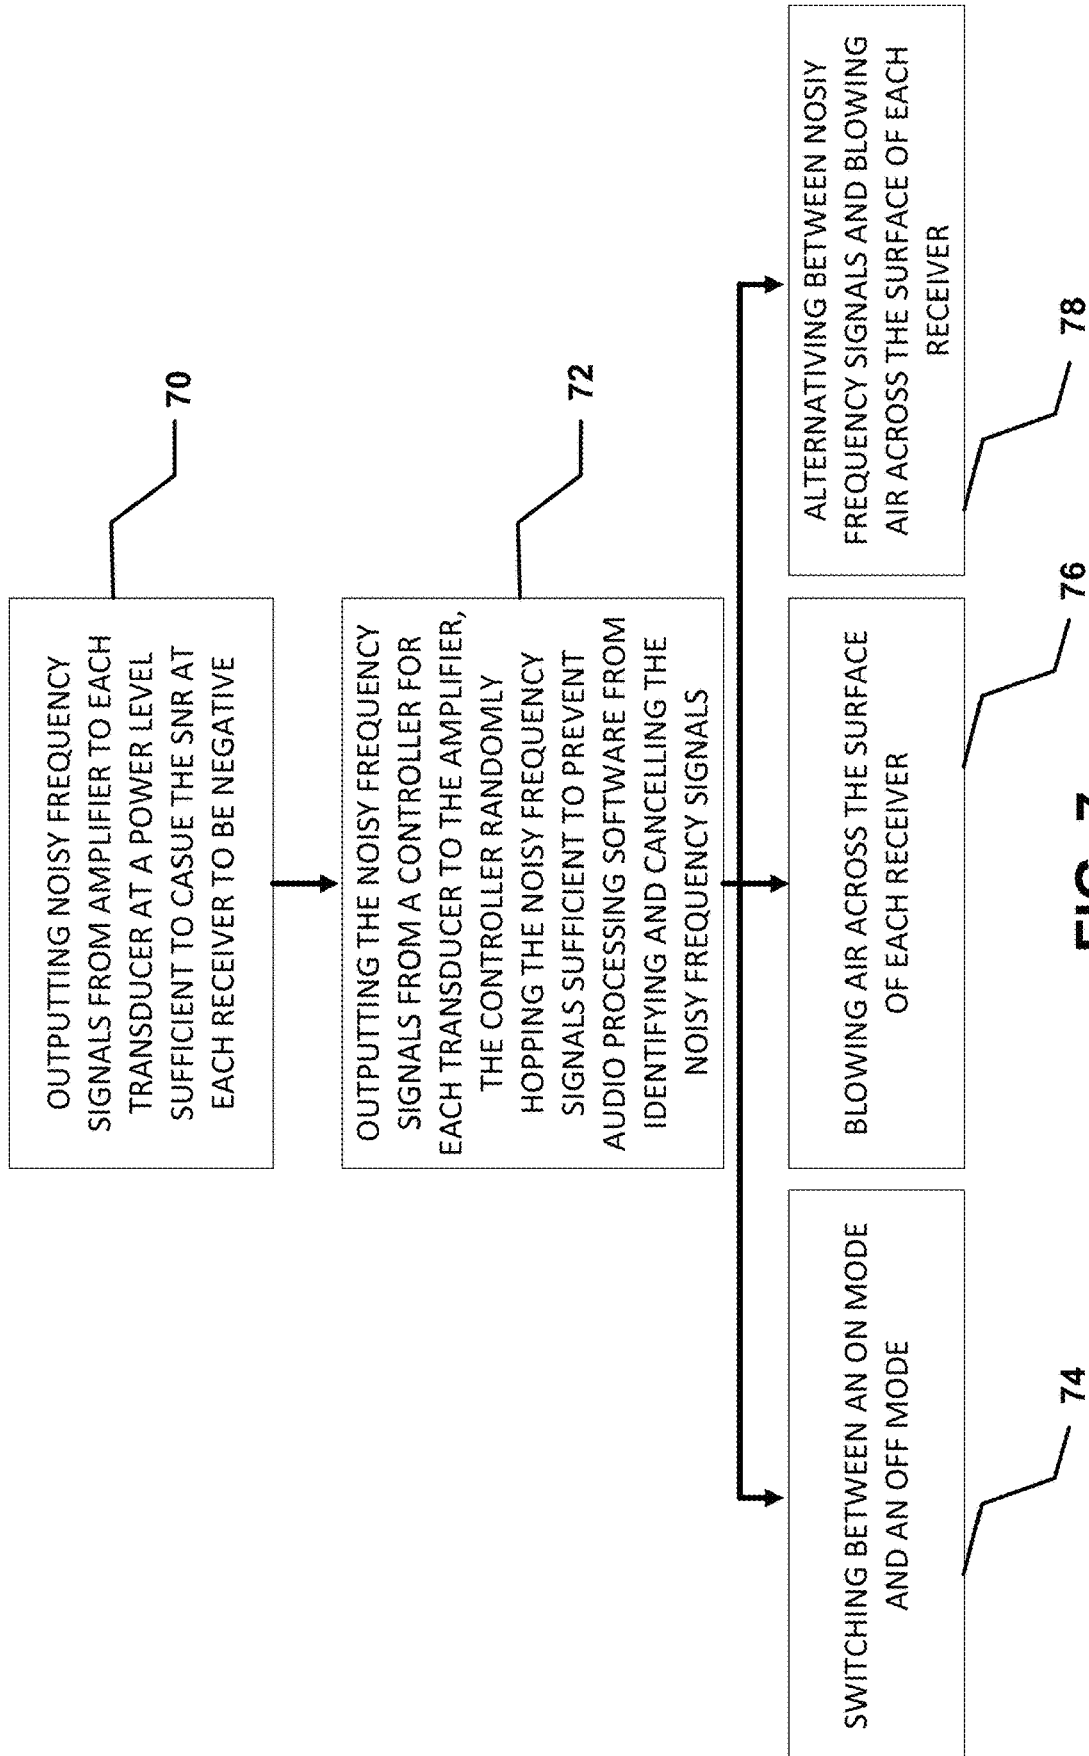 OUTPUTTING NOISY FREQUENCY
SIGNALS FROM AMPLIFIER TO EACH
TRANSDUCER AT A POWER LEVEL
SUFFICIENT TO CASUE THE SNR AT
EACH RECEIVER TO BE NEGATIVE
70
OUTPUTTING THE NOISY FREQUENCY
SIGNALS FROM A CONTROLLER FOR
EACH TRANSDUCER TO THE AMPLIFIER,
THE CONTROLLER RANDOMLY
HOPPING THE NOISY FREQUENCY
SIGNALS SUFFICIENT TO PREVENT
AUDIO PROCESSING SOFTWARE FROM
IDENTIFYING AND CANCELLING THE
NOISY FREQUENCY SIGNALS
72
SWITCHING BETWEEN AN ON MODE
AND AN OFF MODE
74
BLOWING AIR ACROSS THE SURFACE
OF EACH RECEIVER
76
ALTERNATIVING BETWEEN NOSIY
FREQUENCY SIGNALS AND BLOWING
AIR ACROSS THE SURFACE OF EACH
RECEIVER
78